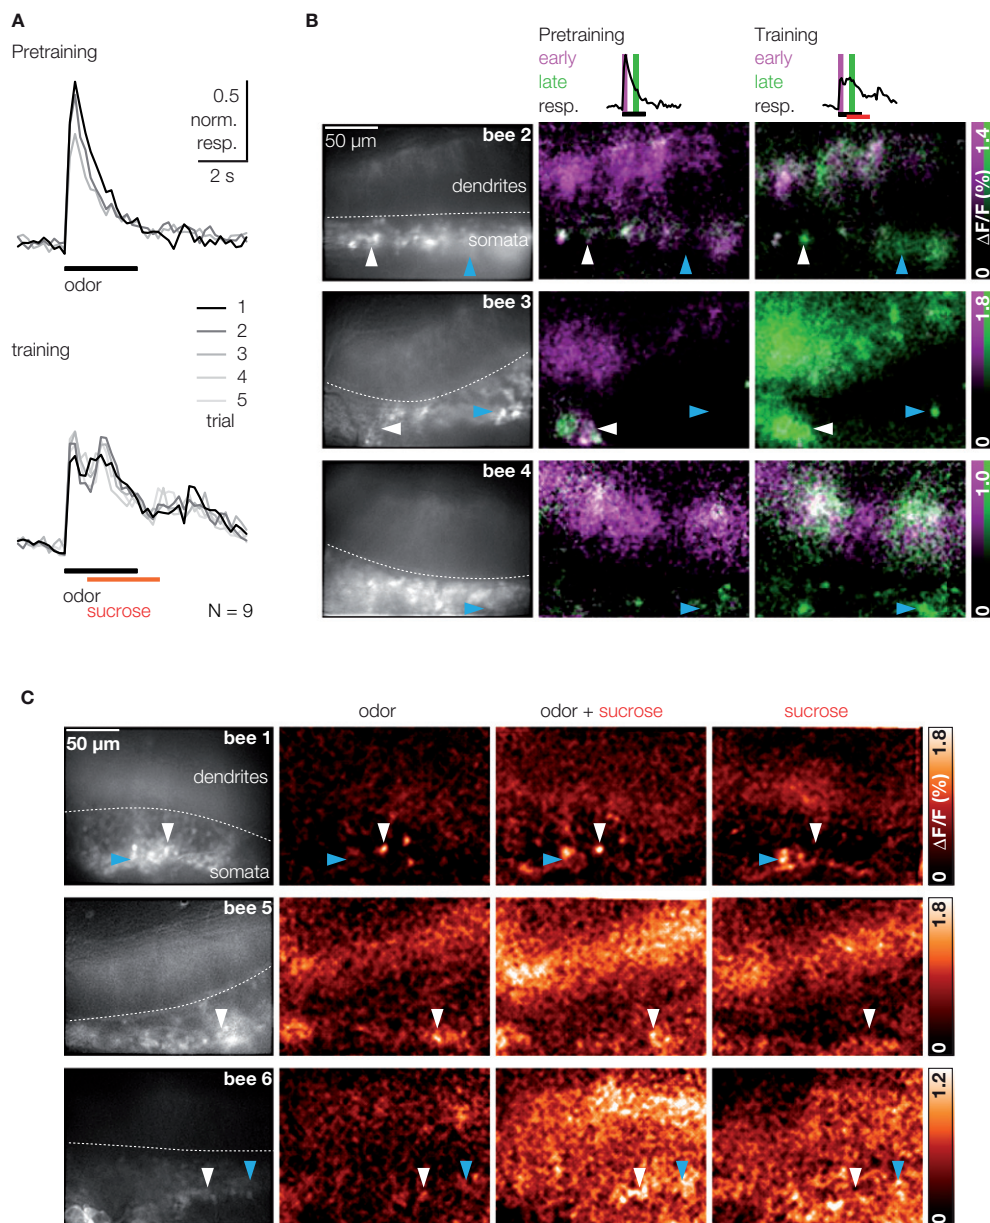 A
Pretraining
0.5
norm.
resp.
2 s
odor
1
2
3
4
5
trial
training
odor
sucrose
N = 9
B
Pretraining
early
late
resp.
Training
early
late
resp.
50 µm
bee 2
dendrites
somata
0 ΔF/F (%) 1.4
bee 3
0 1.8
bee 4
0 1.0
C
odor
odor + sucrose
sucrose
50 µm
bee 1
dendrites
somata
0 ΔF/F (%) 1.8
bee 5
0 1.8
bee 6
0 1.2